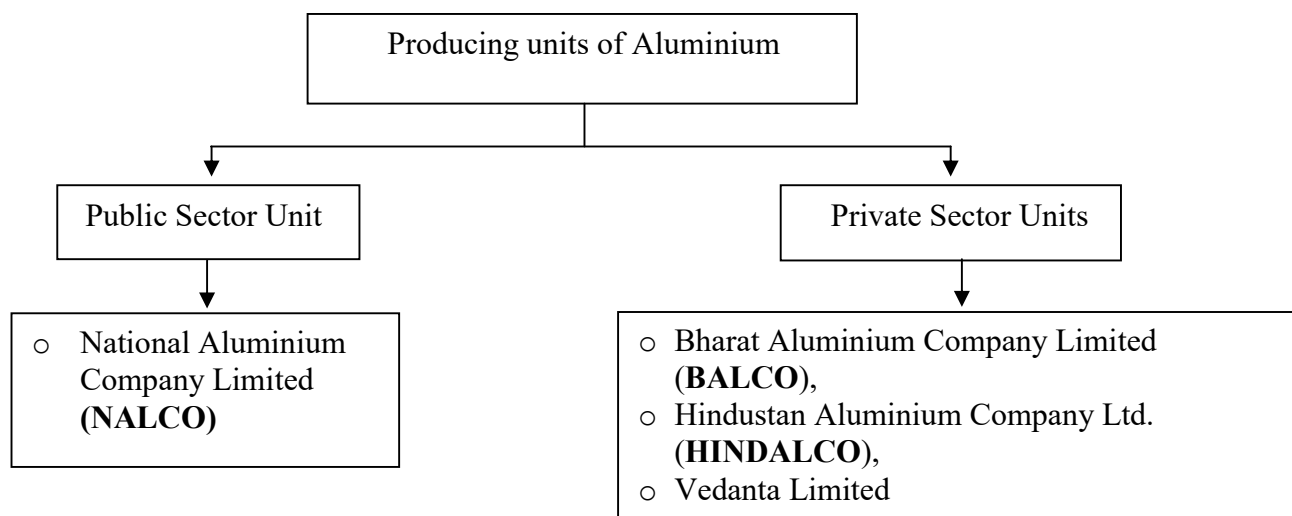 Producing units of Aluminium
Public Sector Unit
Private Sector Units
o National Aluminium
Company Limited
(NALCO)
o Bharat Aluminium Company Limited
(BALCO),
o Hindustan Aluminium Company Ltd.
(HINDALCO),
o Vedanta Limited